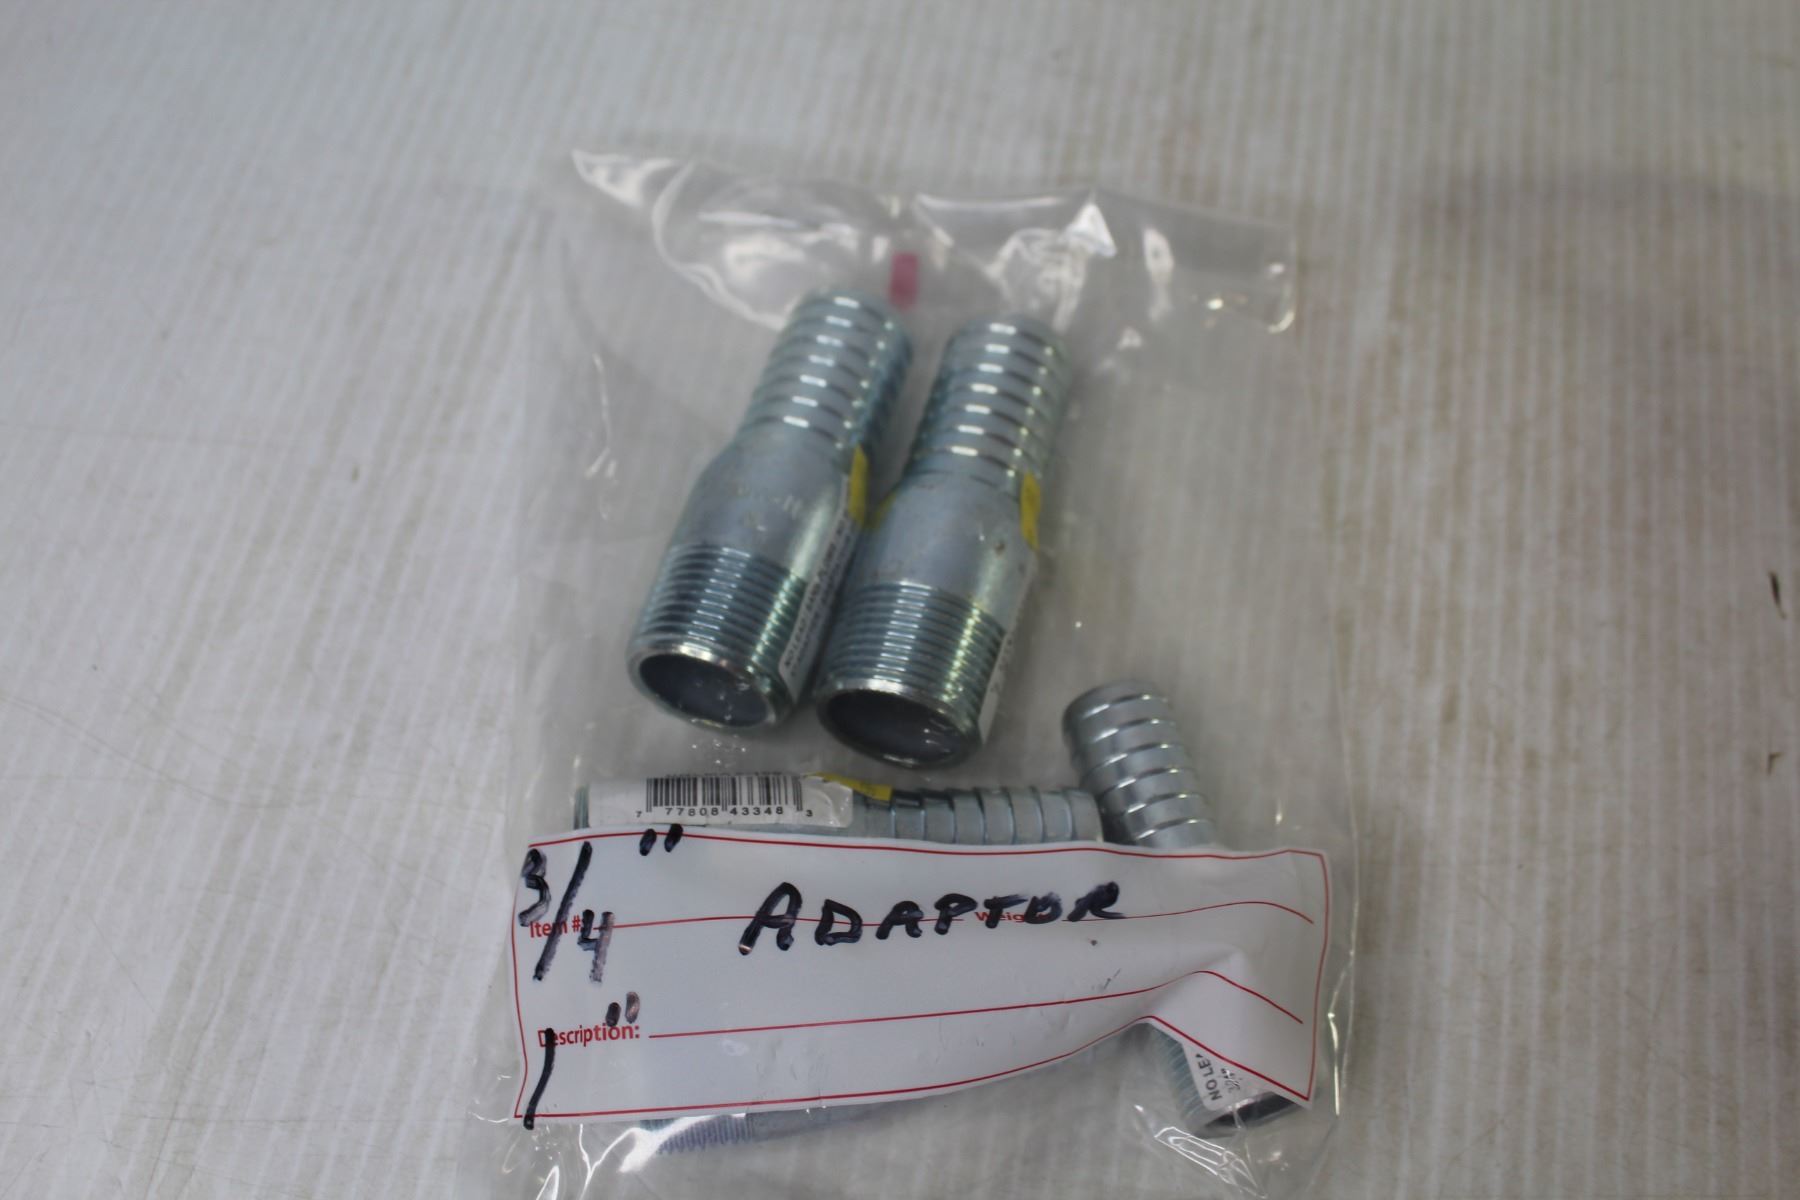 7 77808 43348 3
3/4" ADAPTOR
Item #:
1"
Description:
NO LEA